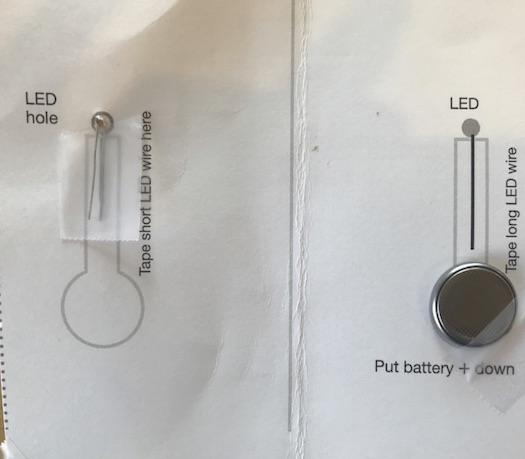 LED
hole
Tape short LED wire here
LED
Tape long LED wire
Put battery + down